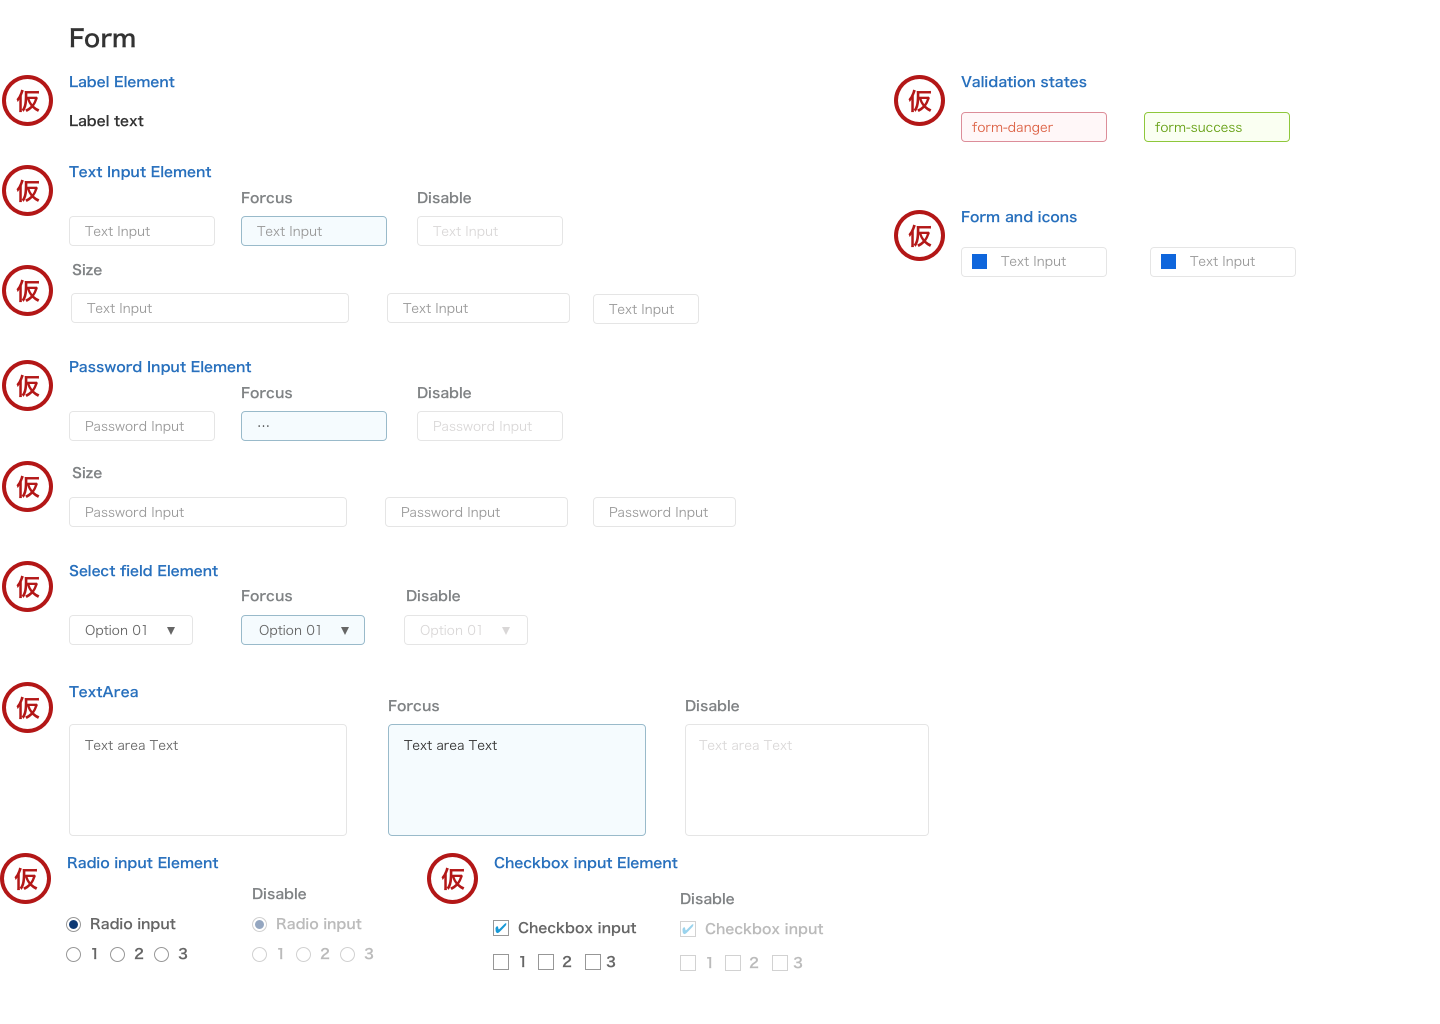 Form
仮 Label Element
Label text
仮 Text Input Element
Forcus Disable
Text Input Text Input Text Input
仮 Size
Text Input Text Input Text Input
仮 Password Input Element
Forcus Disable
Password Input ··· Password Input
仮 Size
Password Input Password Input Password Input
仮 Select field Element
Forcus Disable
Option 01 ▼ Option 01 ▼ Option 01 ▼
仮 TextArea
Forcus Disable
Text area Text Text area Text Text area Text
仮 Radio input Element
Disable
Radio input Radio input
1 2 3 1 2 3
仮 Checkbox input Element
Disable
Checkbox input Checkbox input
1 2 3 1 2 3
仮 Validation states
form-danger form-success
仮 Form and icons
Text Input Text Input